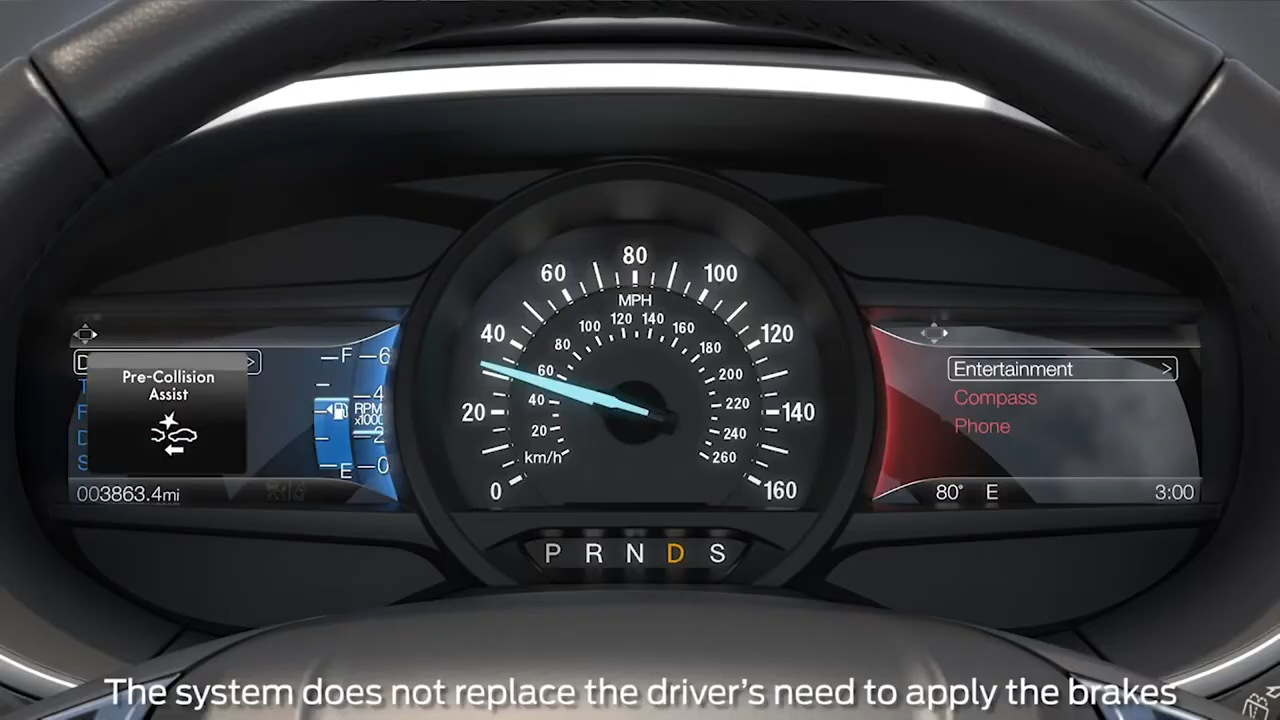 80
60
100
MPH
120 140
100
160
40
120
80
180
Entertainment >
Compass
Phone
D >
Pre-Collision
Assist
T
F
D
S
F
6
4
RPM
x1000
2
E
0
60
200
20
40
220
140
20
240
km/h
260
0
160
003863.4mi
80° E
3:00
P R N D S
The system does not replace the driver's need to apply the brakes